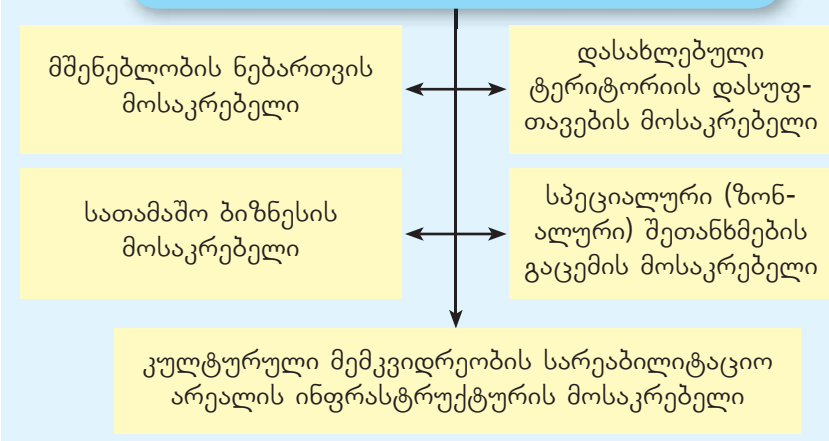 მშენებლობის ნებართვის
მოსაკრებელი
დასახლებული
ტერიტორიის დასუფ-
თავების მოსაკრებელი
სათამაშო ბიზნესის
მოსაკრებელი
სპეციალური (ზონ-
ალური) შეთანხმების
გაცემის მოსაკრებელი
კულტურული მემკვიდრეობის სარეაბილიტაციო
არეალის ინფრასტრუქტურის მოსაკრებელი